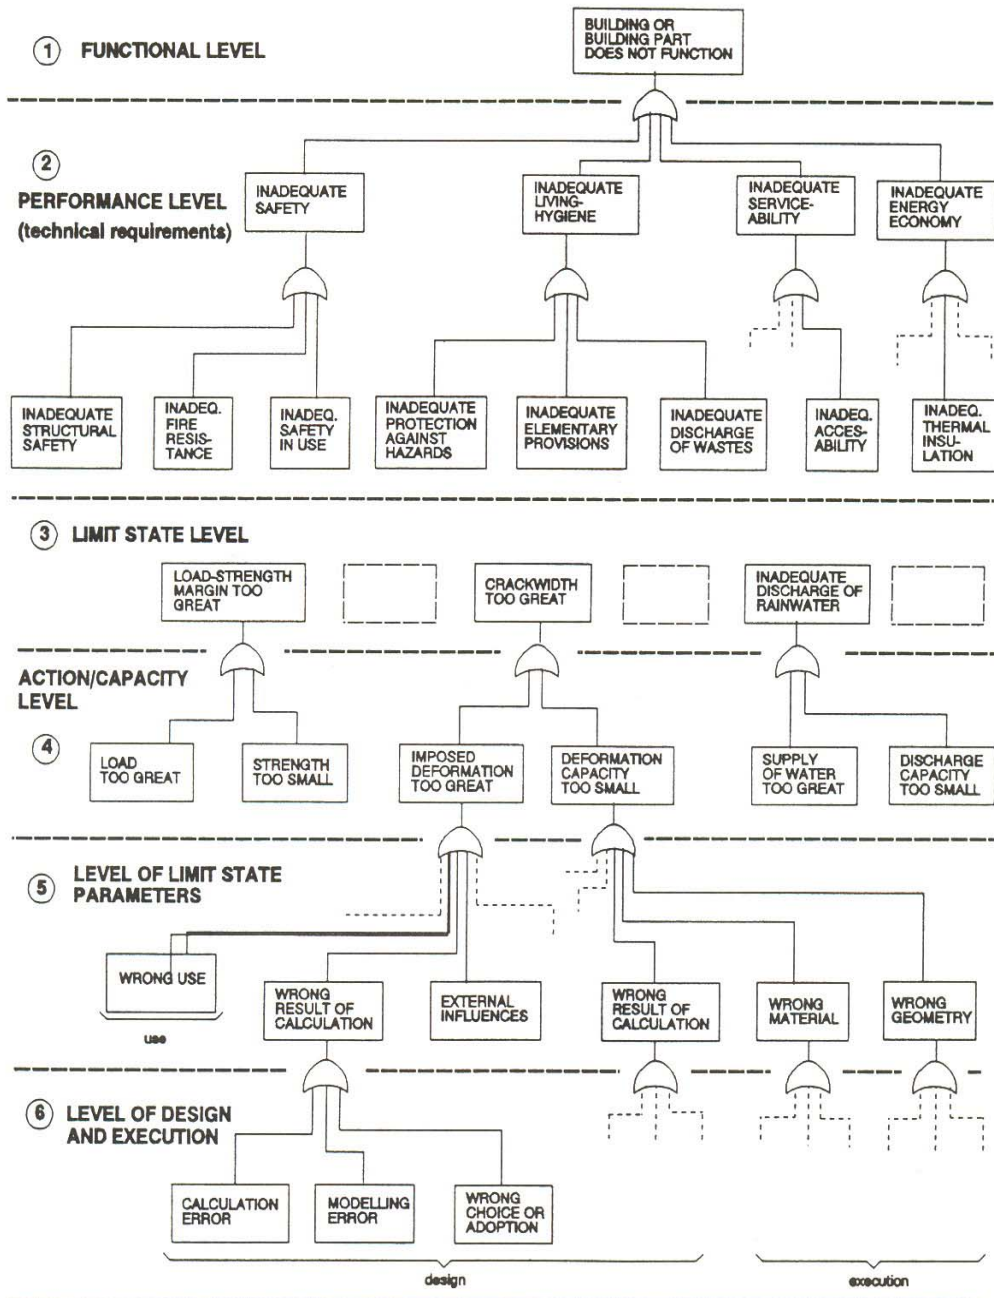 BUILDING OR
BUILDING PART
DOES NOT FUNCTION
1 FUNCTIONAL LEVEL
2
PERFORMANCE LEVEL
(technical requirements)
INADEQUATE
SAFETY
INADEQUATE
LIVING-
HYGIENE
INADEQUATE
SERVICE-
ABILITY
INADEQUATE
ENERGY
ECONOMY
INADEQUATE
STRUCTURAL
SAFETY
INADEQ.
FIRE
RESIS-
TANCE
INADEQ.
SAFETY
IN USE
INADEQUATE
PROTECTION
AGAINST
HAZARDS
INADEQUATE
ELEMENTARY
PROVISIONS
INADEQUATE
DISCHARGE
OF WASTES
INADEQ.
ACCES-
ABILITY
INADEQ.
THERMAL
INSU-
LATION
3 LIMIT STATE LEVEL
LOAD-STRENGTH
MARGIN TOO
GREAT
CRACKWIDTH
TOO GREAT
INADEQUATE
DISCHARGE OF
RAINWATER
ACTION/CAPACITY
LEVEL
4
LOAD
TOO GREAT
STRENGTH
TOO SMALL
IMPOSED
DEFORMATION
TOO GREAT
DEFORMATION
CAPACITY
TOO SMALL
SUPPLY
OF WATER
TOO GREAT
DISCHARGE
CAPACITY
TOO SMALL
5 LEVEL OF LIMIT STATE
PARAMETERS
WRONG USE
use
WRONG
RESULT OF
CALCULATION
EXTERNAL
INFLUENCES
WRONG
RESULT OF
CALCULATION
WRONG
MATERIAL
WRONG
GEOMETRY
6 LEVEL OF DESIGN
AND EXECUTION
CALCULATION
ERROR
MODELLING
ERROR
WRONG
CHOICE OR
ADOPTION
design
execution